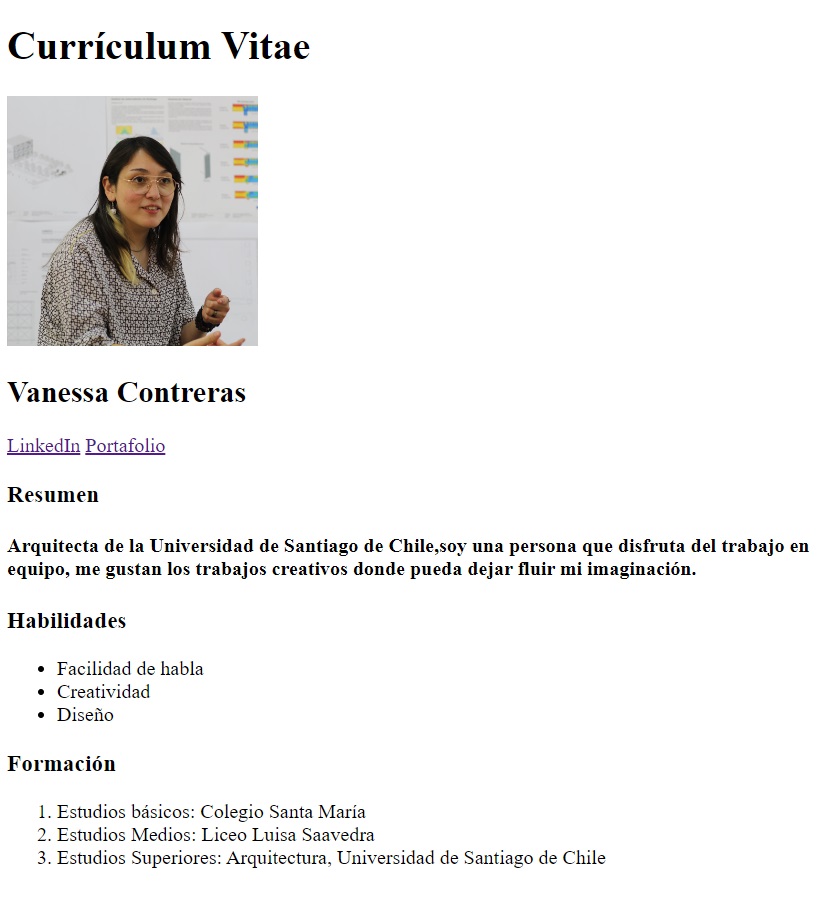 Currículum Vitae
Vanessa Contreras
LinkedIn Portafolio
Resumen
Arquitecta de la Universidad de Santiago de Chile,soy una persona que disfruta del trabajo en
equipo, me gustan los trabajos creativos donde pueda dejar fluir mi imaginación.
Habilidades
• Facilidad de habla
• Creatividad
• Diseño
Formación
1. Estudios básicos: Colegio Santa María
2. Estudios Medios: Liceo Luisa Saavedra
3. Estudios Superiores: Arquitectura, Universidad de Santiago de Chile